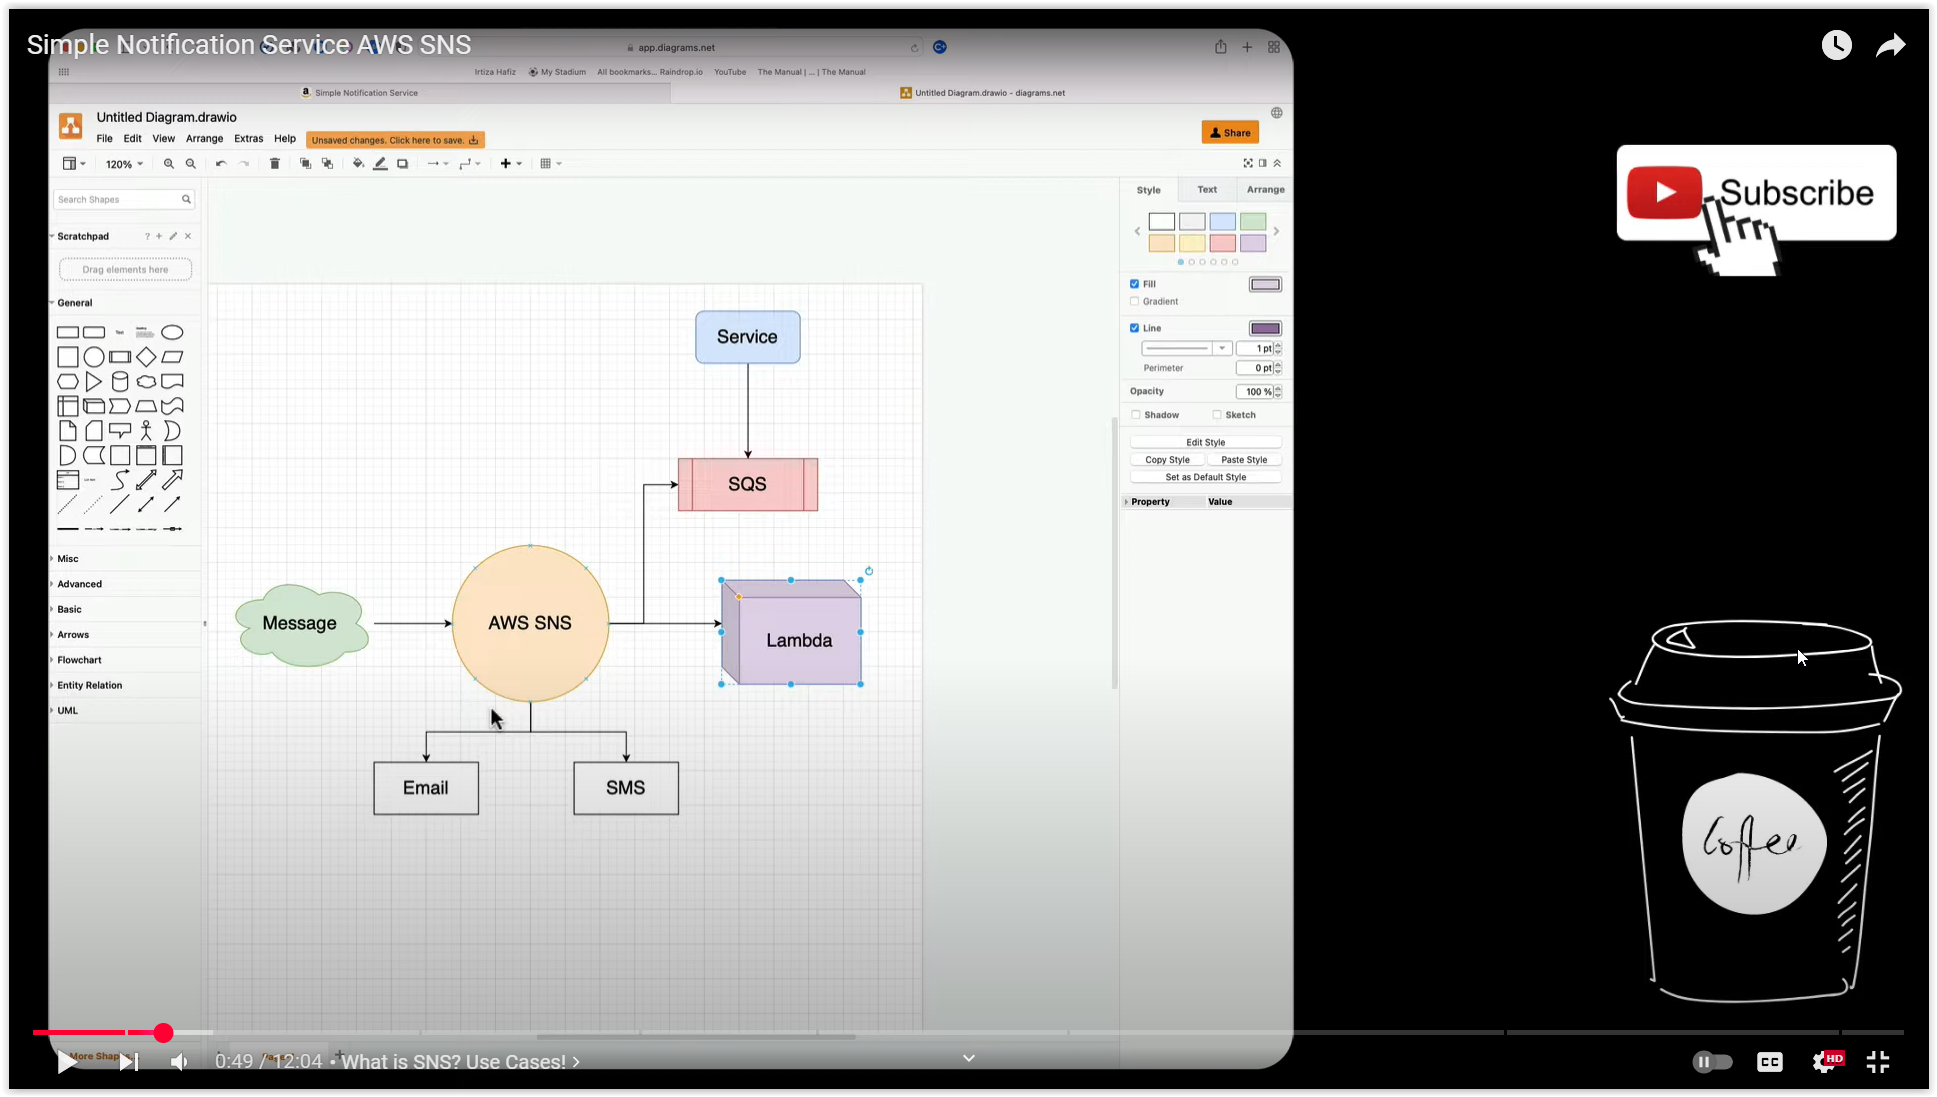 Simple Notification Service AWS SNS
app.diagrams.net
Irtiza Hafiz My Stadium All bookmarks... Raindrop.io YouTube The Manual | ... | The Manual
Simple Notification Service
Untitled Diagram.drawio - diagrams.net
Untitled Diagram.drawio
File Edit View Arrange Extras Help Unsaved changes. Click here to save.
Share
120%
Search Shapes
Scratchpad ?
Drag elements here
General
Text
Misc
Advanced
Basic
Arrows
Flowchart
Entity Relation
UML
Service
SQS
Message
AWS SNS
Lambda
Email
SMS
Style Text Arrange
Fill
Gradient
Line
1 pt
Perimeter 0 pt
Opacity 100 %
Shadow Sketch
Edit Style
Copy Style Paste Style
Set as Default Style
Property Value
Subscribe
Coffee
0:49 / 12:04 • What is SNS? Use Cases!
CC
HD